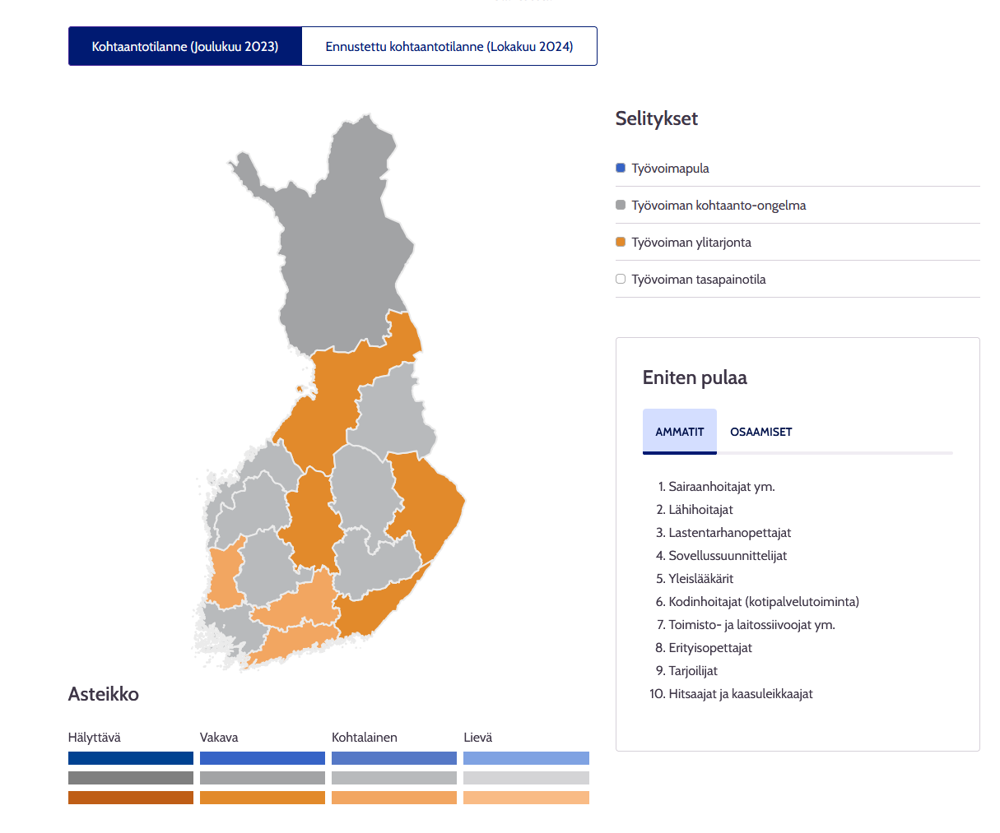 Kohtaantotilanne (Joulukuu 2023)
Ennustettu kohtaantotilanne (Lokakuu 2024)
Selitykset
Työvoimapula
Työvoiman kohtaanto-ongelma
Työvoiman ylitarjonta
Työvoiman tasapainotila
Eniten pulaa
AMMATIT
OSAAMISET
1. Sairaanhoitajat ym.
2. Lähihoitajat
3. Lastentarhanopettajat
4. Sovellussuunnittelijat
5. Yleislääkärit
6. Kodinhoitajat (kotipalvelutoiminta)
7. Toimisto- ja laitossiivoojat ym.
8. Erityisopettajat
9. Tarjoilijat
10. Hitsaajat ja kaasuleikkaajat
Asteikko
Hälyttävä
Vakava
Kohtalainen
Lievä